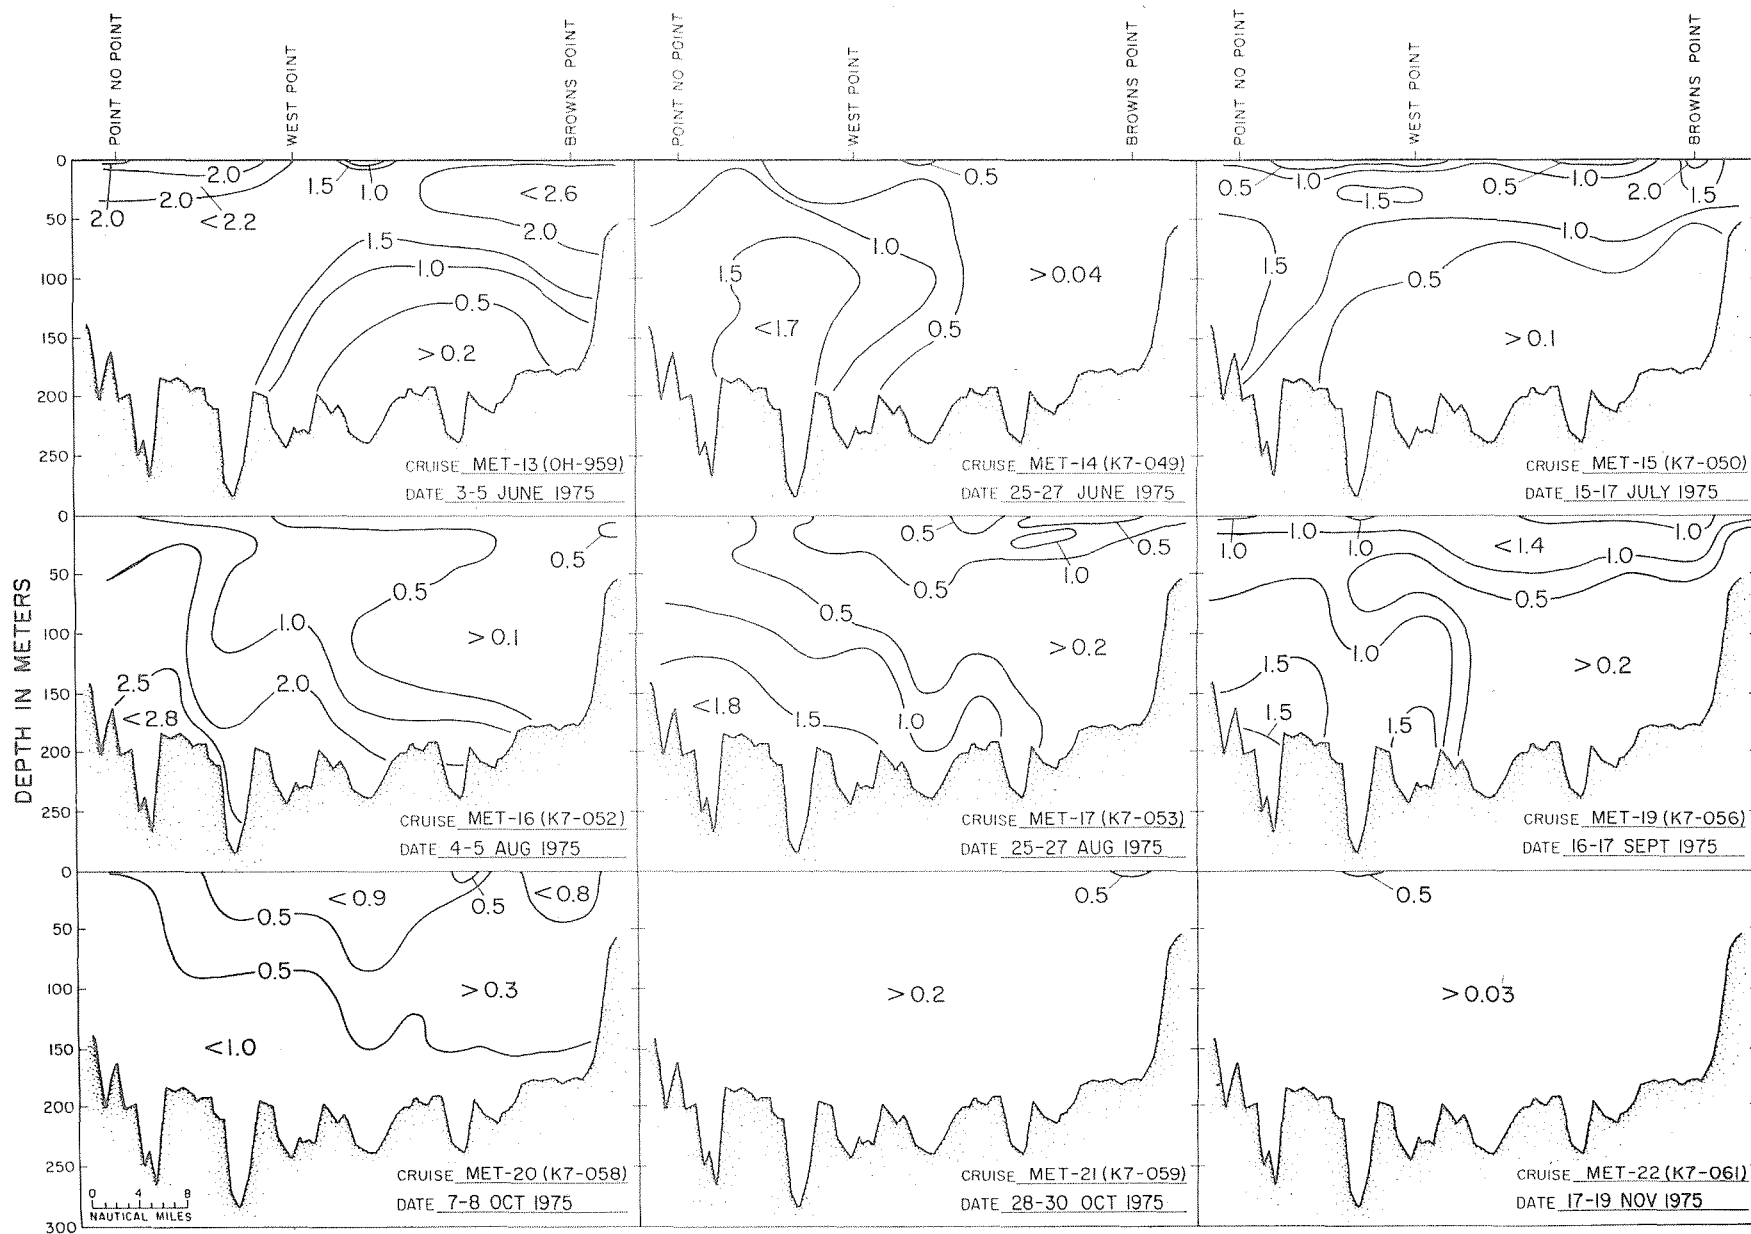 POINT NO POINT
WEST POINT
BROWNS POINT
POINT NO POINT
WEST POINT
BROWNS POINT
POINT NO POINT
WEST POINT
BROWNS POINT
DEPTH IN METERS
0
50
100
150
200
250
2.0
2.0
2.0
<2.2
1.5
1.0
<2.6
2.0
1.5
1.0
0.5
>0.2
CRUISE MET-13 (OH-959)
DATE 3-5 JUNE 1975
0.5
1.0
1.5
>0.04
<1.7
0.5
CRUISE MET-14 (K7-049)
DATE 25-27 JUNE 1975
0.5
1.0
1.5
0.5
1.0
2.0
1.5
1.0
1.5
0.5
>0.1
CRUISE MET-15 (K7-050)
DATE 15-17 JULY 1975
0
50
100
150
200
250
0.5
0.5
1.0
>0.1
2.5
2.0
<2.8
CRUISE MET-16 (K7-052)
DATE 4-5 AUG 1975
0.5
0.5
1.0
0.5
0.5
>0.2
<1.8
1.5
1.0
CRUISE MET-17 (K7-053)
DATE 25-27 AUG 1975
1.0
1.0
1.0
<1.4
1.0
1.0
0.5
1.0
1.5
>0.2
1.5
1.5
CRUISE MET-19 (K7-056)
DATE 16-17 SEPT 1975
0
50
100
150
200
250
300
<0.9
0.5
0.5
<0.8
0.5
>0.3
<1.0
CRUISE MET-20 (K7-058)
DATE 7-8 OCT 1975
0 4 8
NAUTICAL MILES
0.5
>0.2
CRUISE MET-21 (K7-059)
DATE 28-30 OCT 1975
0.5
>0.03
CRUISE MET-22 (K7-061)
DATE 17-19 NOV 1975